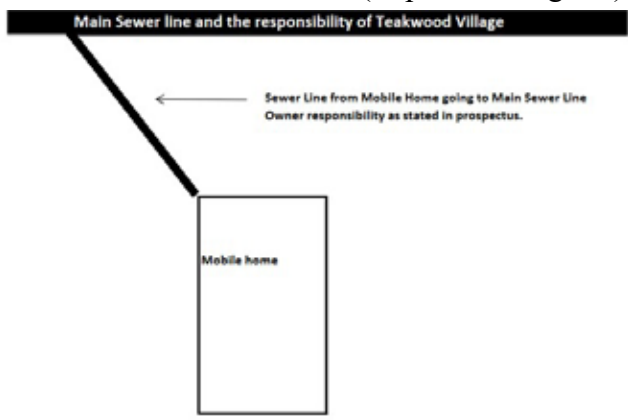 Main Sewer line and the responsibility of Teakwood Village
Sewer Line from Mobile Home going to Main Sewer Line
Owner responsibility as stated in prospectus.
Mobile home